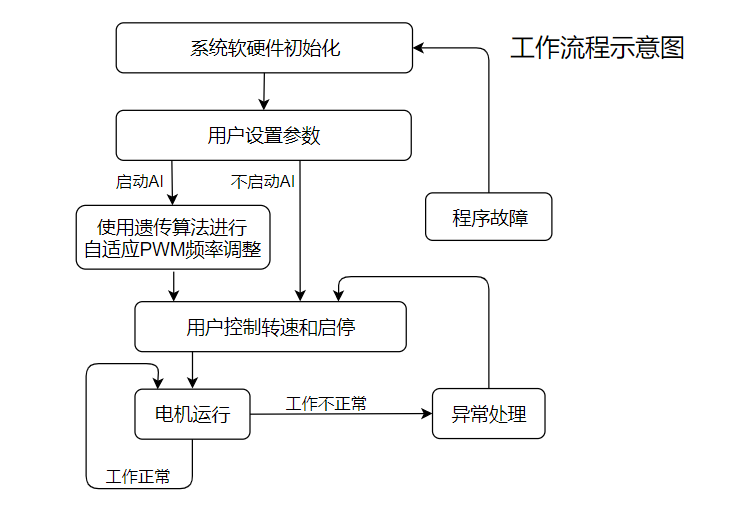 工作流程示意图
系统软硬件初始化
用户设置参数
启动AI
不启动AI
程序故障
使用遗传算法进行
自适应PWM频率调整
用户控制转速和启停
工作不正常
电机运行
异常处理
工作正常